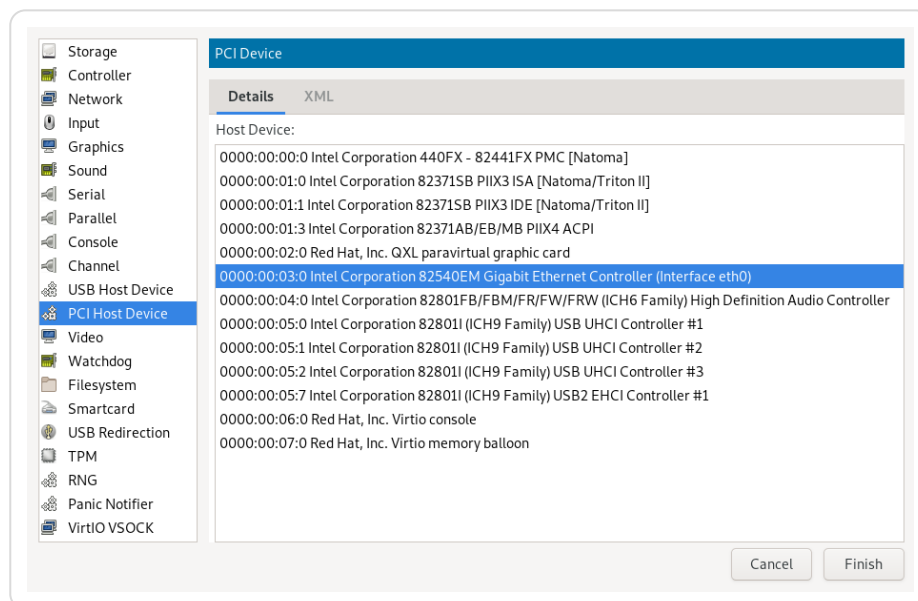 Storage
Controller
Network
Input
Graphics
Sound
Serial
Parallel
Console
Channel
USB Host Device
PCI Host Device
Video
Watchdog
Filesystem
Smartcard
USB Redirection
TPM
RNG
Panic Notifier
VirtIO VSOCK
PCI Device
Details XML
Host Device:
0000:00:00:0 Intel Corporation 440FX - 82441FX PMC [Natoma]
0000:00:01:0 Intel Corporation 82371SB PIIX3 ISA [Natoma/Triton II]
0000:00:01:1 Intel Corporation 82371SB PIIX3 IDE [Natoma/Triton II]
0000:00:01:3 Intel Corporation 82371AB/EB/MB PIIX4 ACPI
0000:00:02:0 Red Hat, Inc. QXL paravirtual graphic card
0000:00:03:0 Intel Corporation 82540EM Gigabit Ethernet Controller (Interface eth0)
0000:00:04:0 Intel Corporation 82801FB/FBM/FR/FW/FRW (ICH6 Family) High Definition Audio Controller
0000:00:05:0 Intel Corporation 82801I (ICH9 Family) USB UHCI Controller #1
0000:00:05:1 Intel Corporation 82801I (ICH9 Family) USB UHCI Controller #2
0000:00:05:2 Intel Corporation 82801I (ICH9 Family) USB UHCI Controller #3
0000:00:05:7 Intel Corporation 82801I (ICH9 Family) USB2 EHCI Controller #1
0000:00:06:0 Red Hat, Inc. Virtio console
0000:00:07:0 Red Hat, Inc. Virtio memory balloon
Cancel Finish